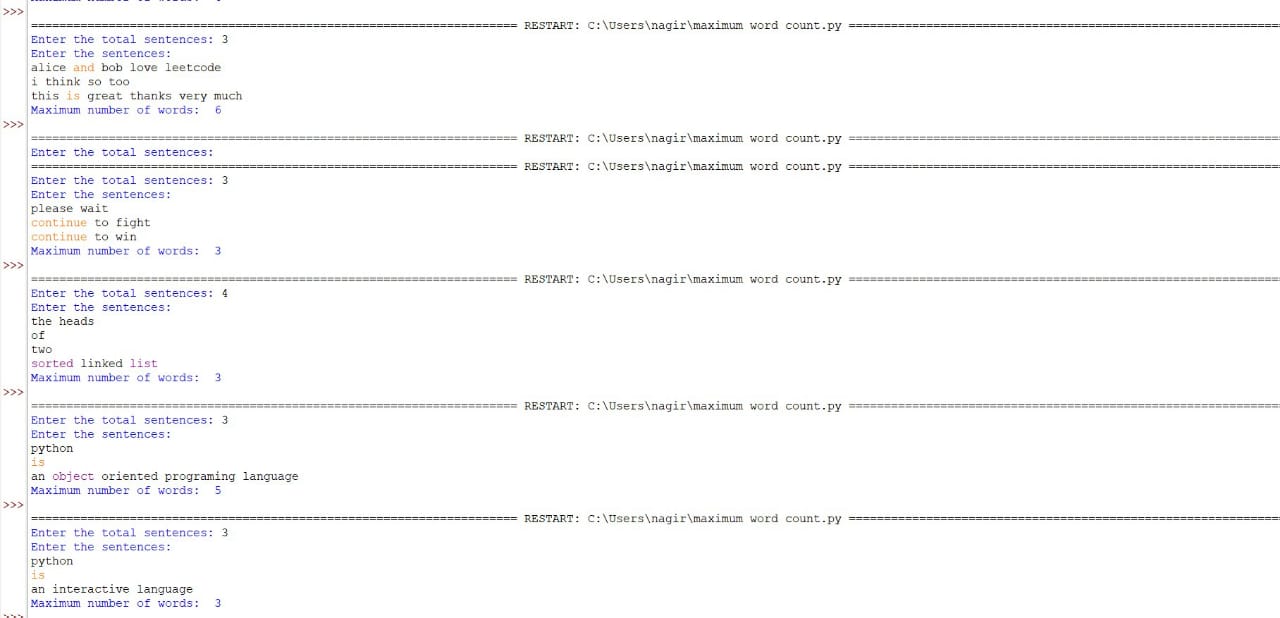 Maximum number of words:
>>>
================ RESTART: C:\Users\nagir\maximum word count.py ================
Enter the total sentences: 3
Enter the sentences:
alice and bob love leetcode
i think so too
this is great thanks very much
Maximum number of words:  6
>>>
================ RESTART: C:\Users\nagir\maximum word count.py ================
Enter the total sentences:
================ RESTART: C:\Users\nagir\maximum word count.py ================
Enter the total sentences: 3
Enter the sentences:
please wait
continue to fight
continue to win
Maximum number of words:  3
>>>
================ RESTART: C:\Users\nagir\maximum word count.py ================
Enter the total sentences: 4
Enter the sentences:
the heads
of
two
sorted linked list
Maximum number of words:  3
>>>
================ RESTART: C:\Users\nagir\maximum word count.py ================
Enter the total sentences: 3
Enter the sentences:
python
is
an object oriented programing language
Maximum number of words:  5
>>>
================ RESTART: C:\Users\nagir\maximum word count.py ================
Enter the total sentences: 3
Enter the sentences:
python
is
an interactive language
Maximum number of words:  3
>>>